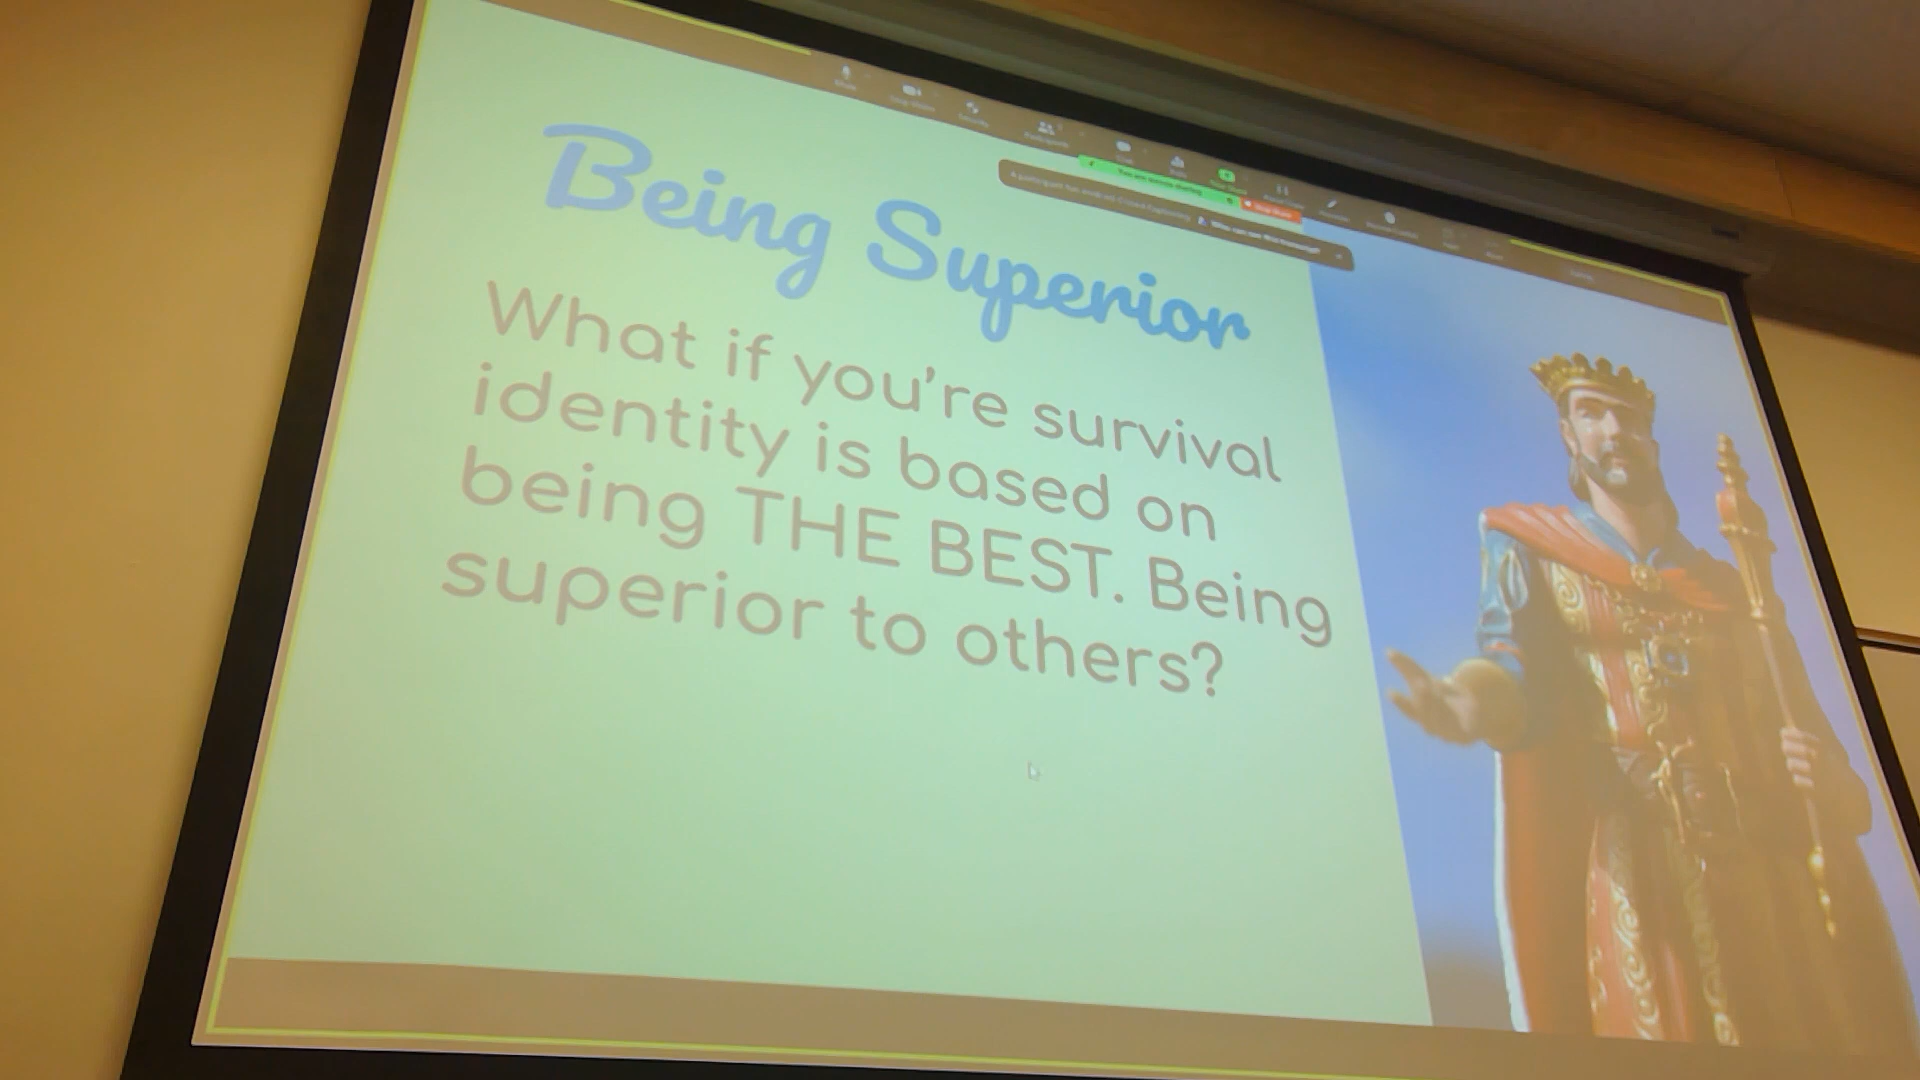 Being Superior
What if you're survival
identity is based on
being THE BEST. Being
superior to others?